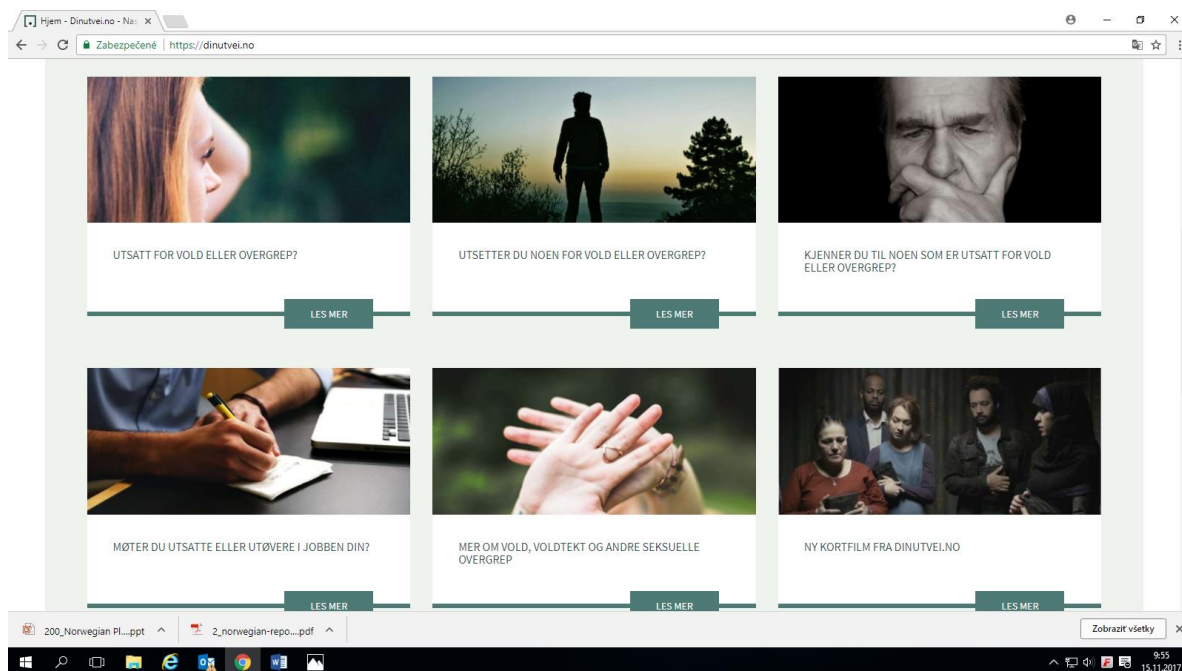 Hjem - Dinutvei.no - Nas
Zabezpečené | https://dinutvei.no
UTSATT FOR VOLD ELLER OVERGREP?
LES MER
UTSETTER DU NOEN FOR VOLD ELLER OVERGREP?
LES MER
KJENNER DU TIL NOEN SOM ER UTSATT FOR VOLD
ELLER OVERGREP?
LES MER
MØTER DU UTSATTE ELLER UTØVERE I JOBBEN DIN?
LES MER
MER OM VOLD, VOLDTEKT OG ANDRE SEKSUELLE
OVERGREP
LES MER
NY KORTFILM FRA DINUTVEI.NO
LES MER
200_Norwegian Pl....ppt
2_norwegian-repo....pdf
Zobraziť všetky
9:55
15.11.2017